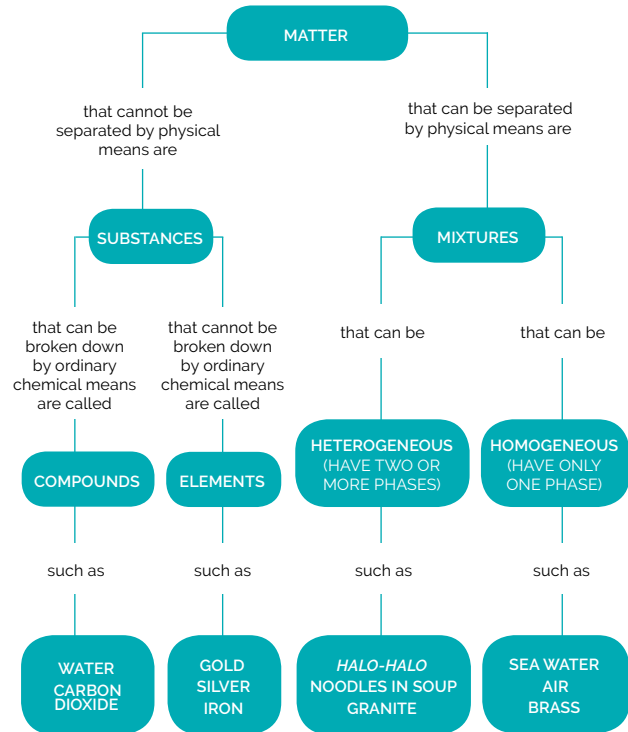 MATTER
that cannot be
separated by physical
means are
that can be separated
by physical means are
SUBSTANCES
MIXTURES
that can be
broken down
by ordinary
chemical means
are called
that cannot be
broken down
by ordinary
chemical means
are called
that can be
that can be
COMPOUNDS
ELEMENTS
HETEROGENEOUS
(HAVE TWO OR
MORE PHASES)
HOMOGENEOUS
(HAVE ONLY
ONE PHASE)
such as
such as
such as
such as
WATER
CARBON
DIOXIDE
GOLD
SILVER
IRON
HALO-HALO
NOODLES IN SOUP
GRANITE
SEA WATER
AIR
BRASS